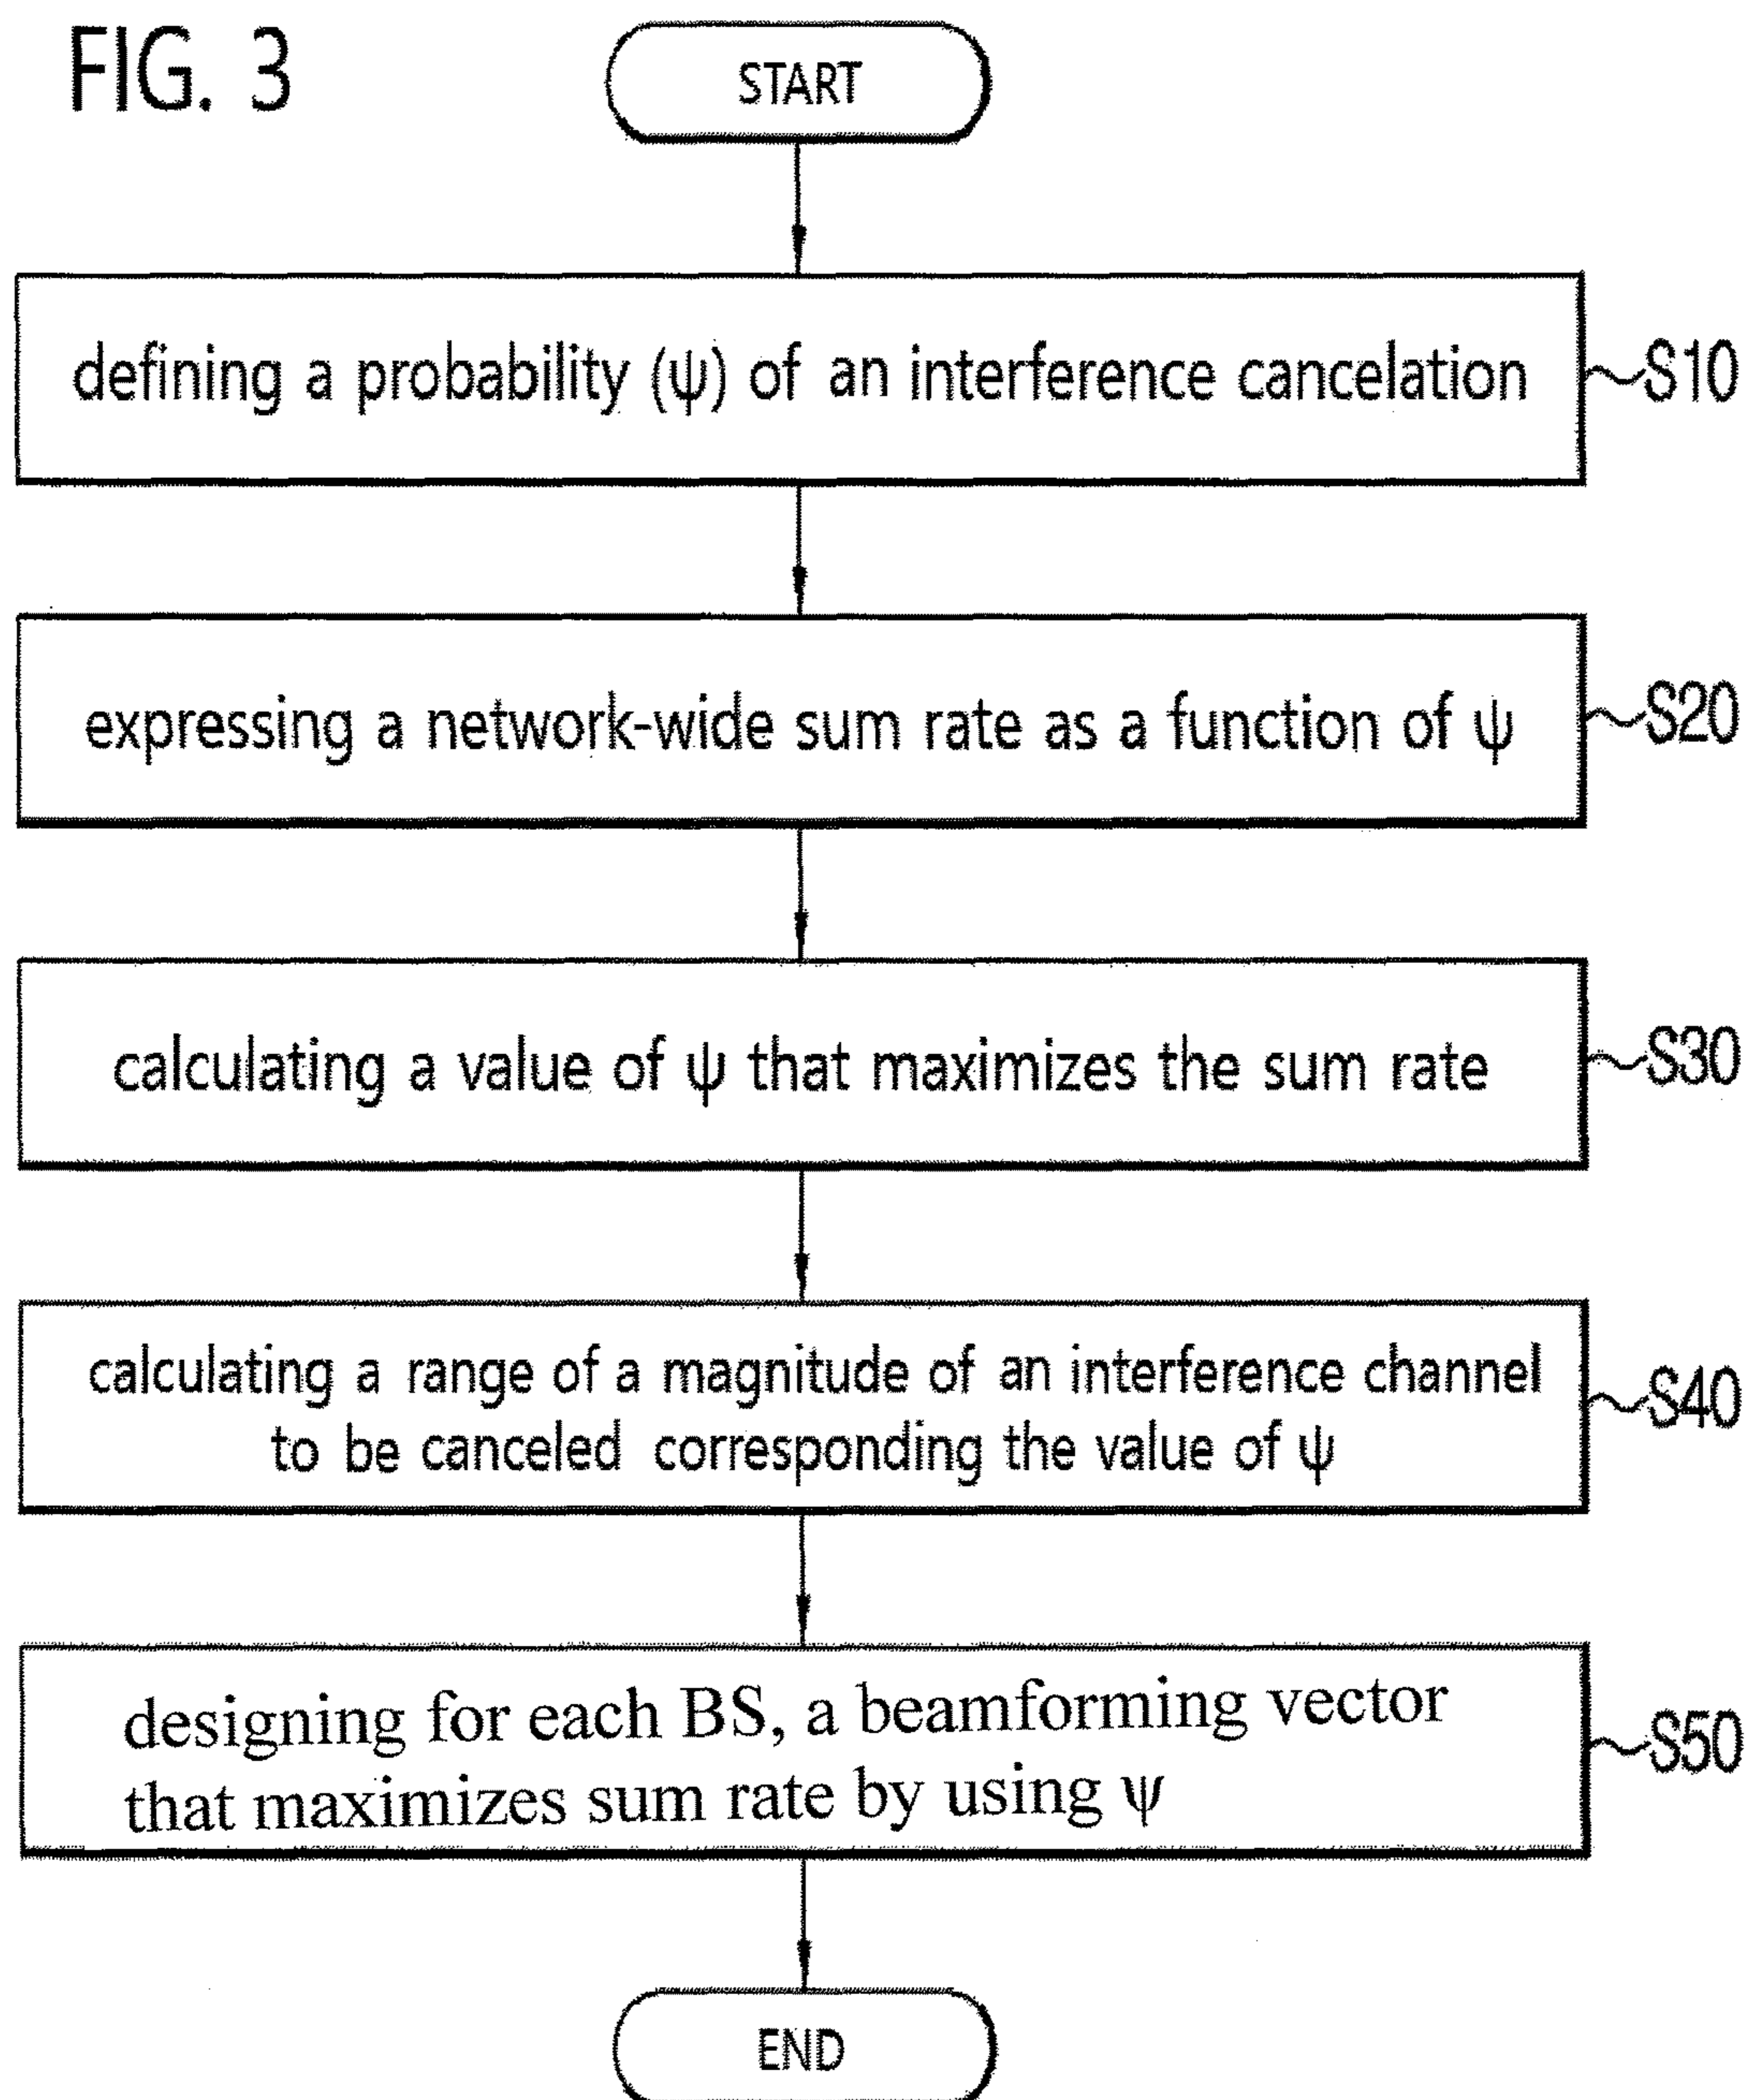 FIG. 3
START
defining a probability (ψ) of an interference cancelation
S10
expressing a network-wide sum rate as a function of ψ
S20
calculating a value of ψ that maximizes the sum rate
S30
calculating a range of a magnitude of an interference channel
to be canceled corresponding the value of ψ
S40
designing for each BS, a beamforming vector
that maximizes sum rate by using ψ
S50
END